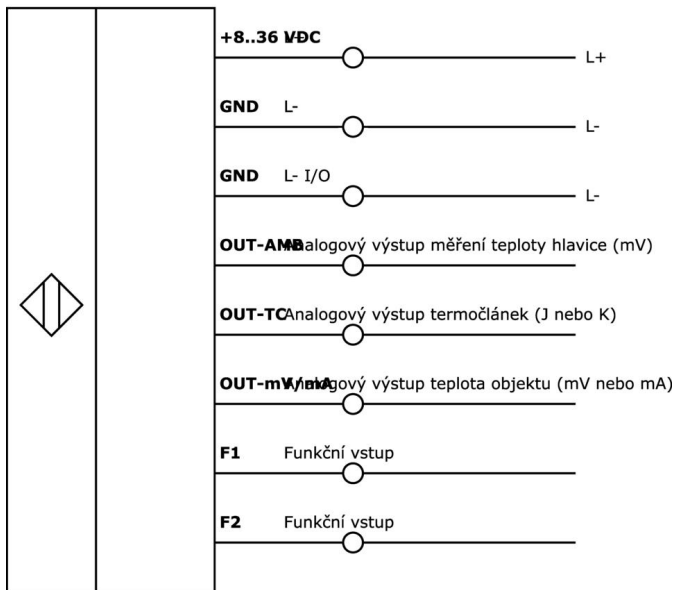 +8..36 VDC L+
L+
GND L-
L-
GND L- I/O
L-
OUT-AMB Analogový výstup měření teploty hlavice (mV)
OUT-TC Analogový výstup termočlánek (J nebo K)
OUT-mV/mA Analogový výstup teplota objektu (mV nebo mA)
F1 Funkční vstup
F2 Funkční vstup